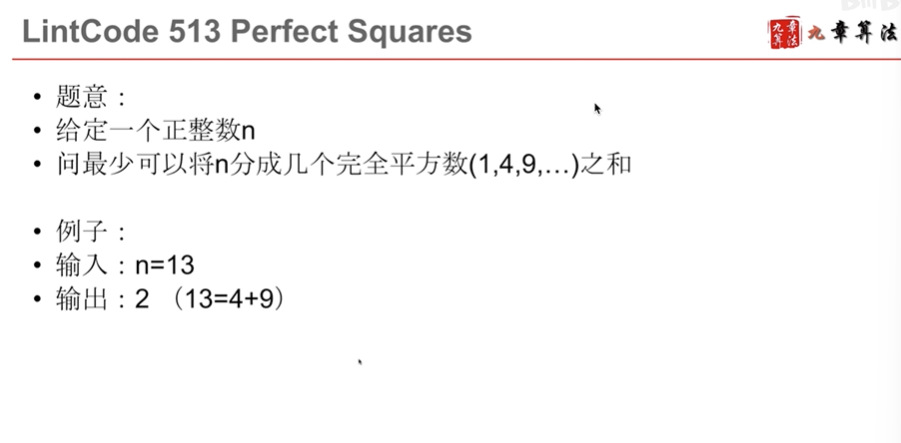 LintCode 513 Perfect Squares
九章算法
九章算法
• 题意：
• 给定一个正整数n
• 问最少可以将n分成几个完全平方数(1,4,9,…)之和
• 例子：
• 输入：n=13
• 输出：2 （13=4+9）